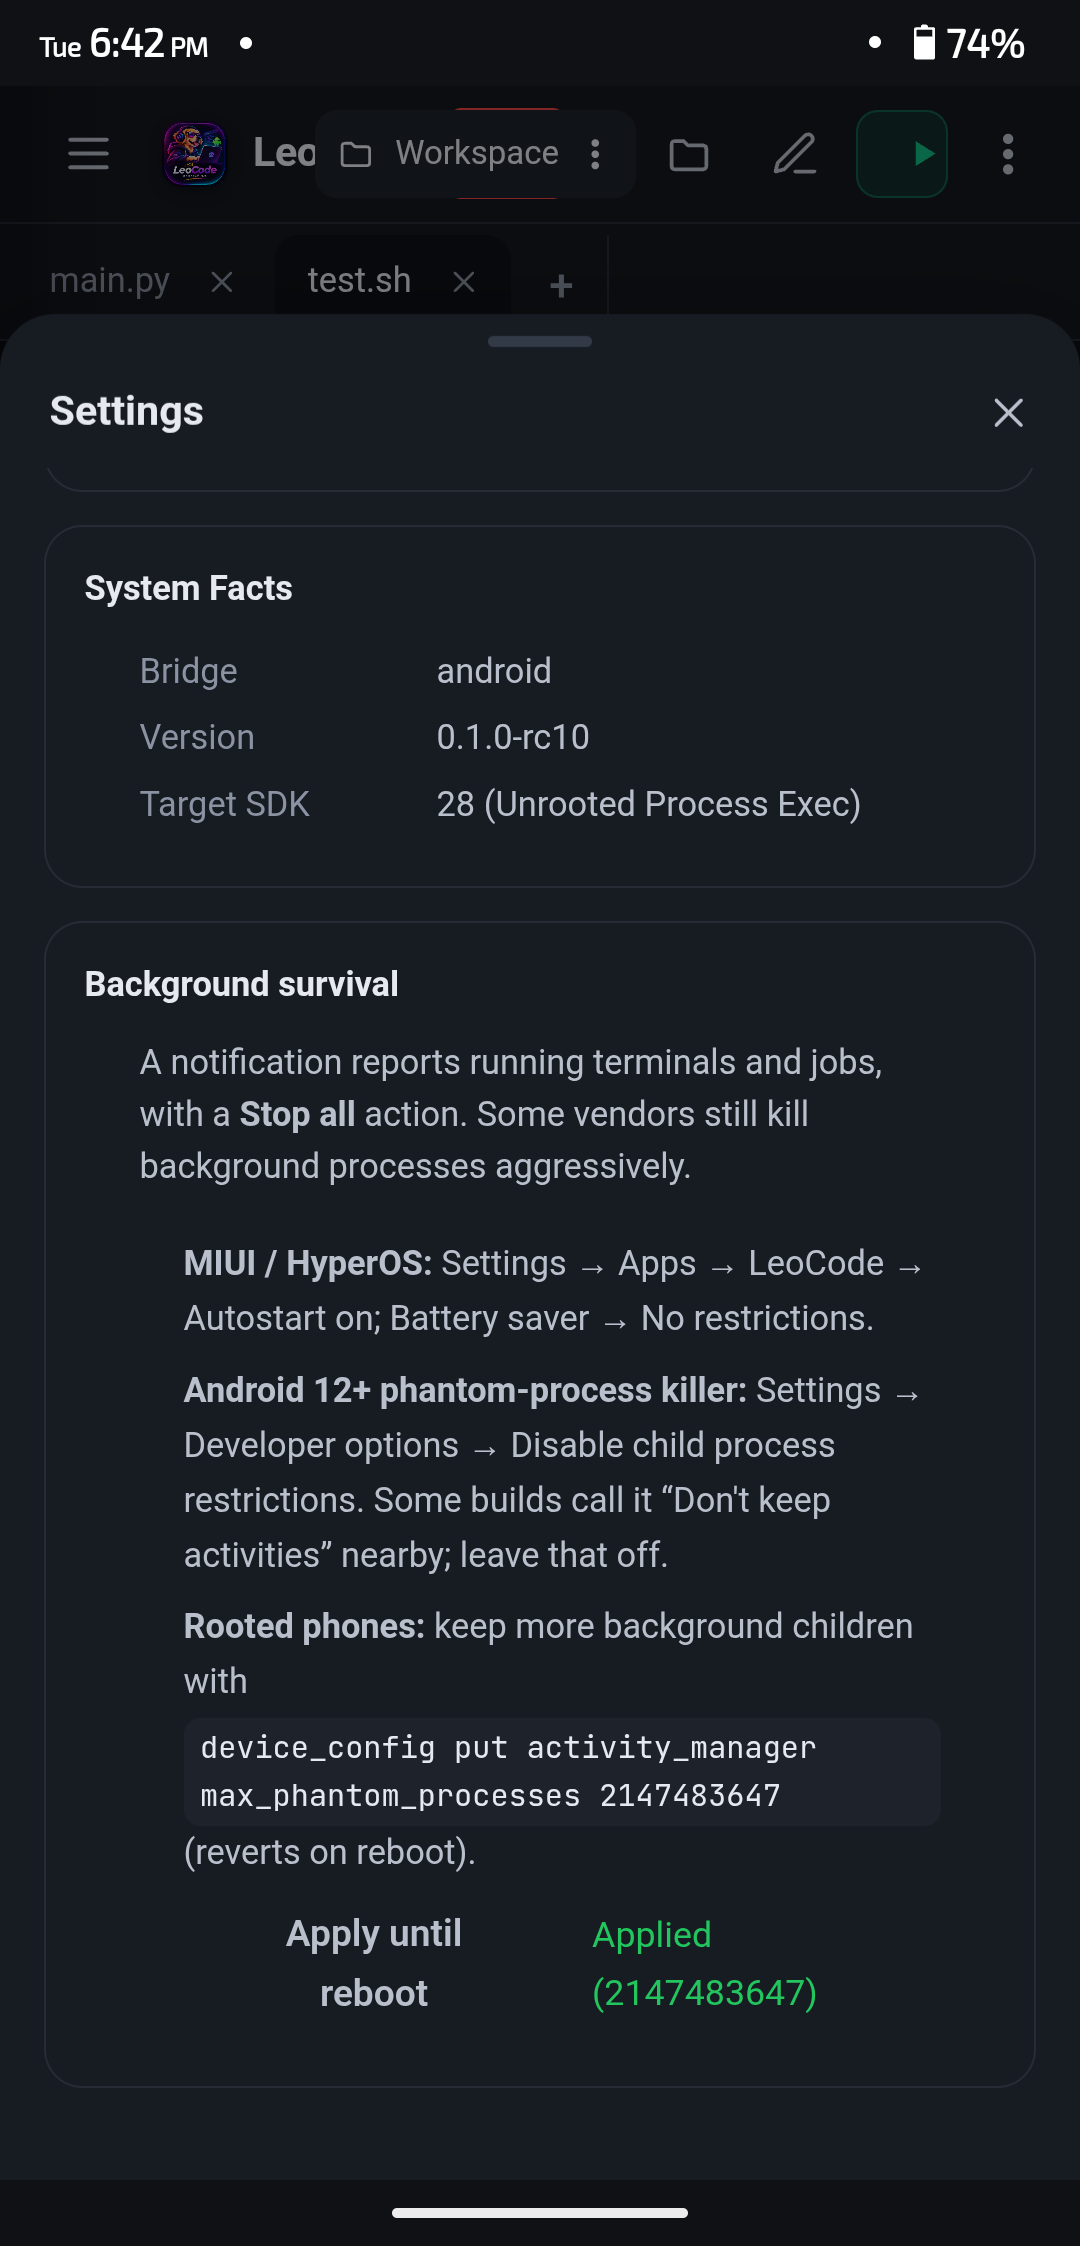 Tue 6:42 PM
74%
LeoCode
Leo
Workspace
main.py
test.sh
+
Settings
System Facts
Bridge
android
Version
0.1.0-rc10
Target SDK
28 (Unrooted Process Exec)
Background survival
A notification reports running terminals and jobs,
with a Stop all action. Some vendors still kill
background processes aggressively.
MIUI / HyperOS: Settings → Apps → LeoCode →
Autostart on; Battery saver → No restrictions.
Android 12+ phantom-process killer: Settings →
Developer options → Disable child process
restrictions. Some builds call it “Don't keep
activities” nearby; leave that off.
Rooted phones: keep more background children
with
device_config put activity_manager
max_phantom_processes 2147483647
(reverts on reboot).
Apply until
reboot
Applied
(2147483647)